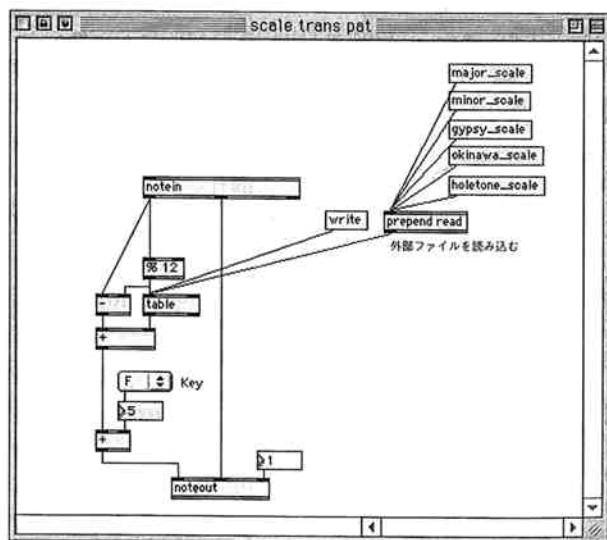 scale trans pat
major_scale
minor_scale
gypsy_scale
okinawa_scale
holetone_scale
notein
write
prepend read
外部ファイルを読み込む
% 12
-
table
+
F
Key
5
+
1
noteout